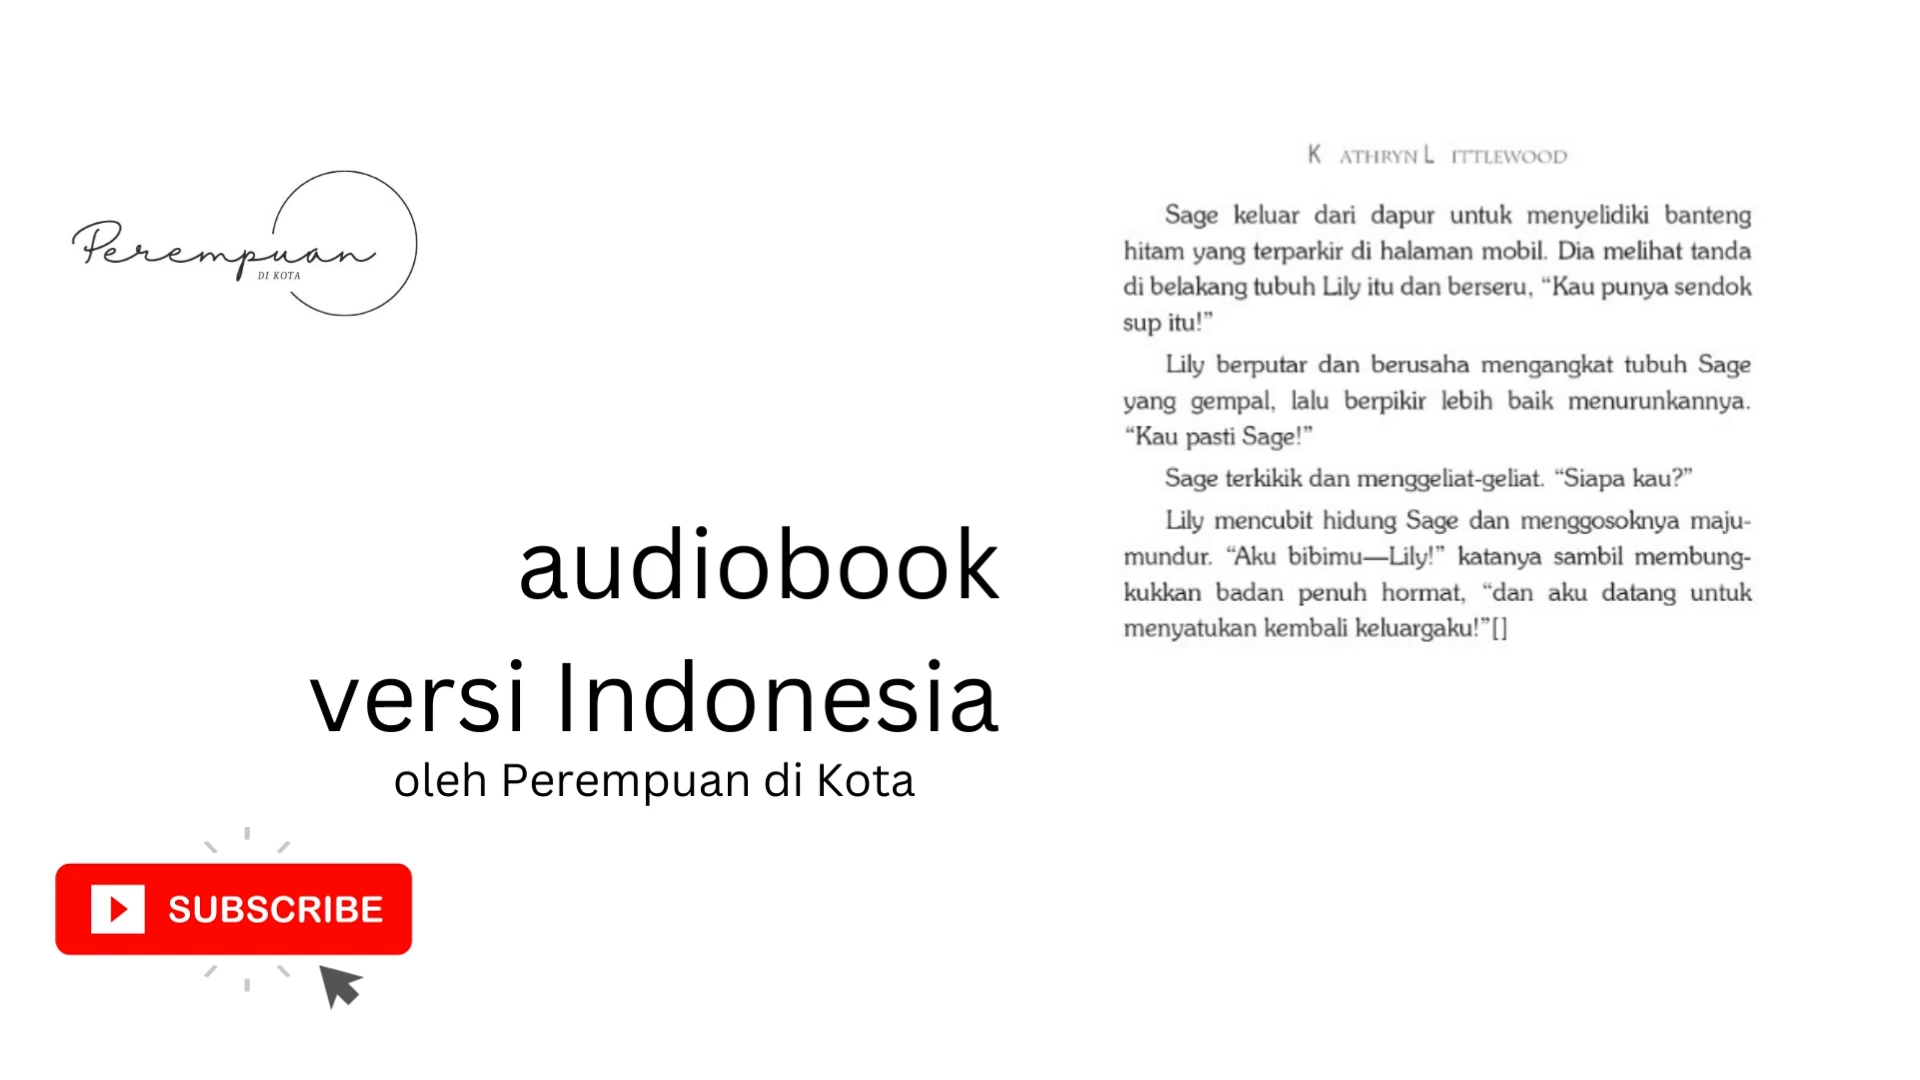 Perempuan
DI KOTA
audiobook
versi Indonesia
oleh Perempuan di Kota
SUBSCRIBE
K ATHRYN L ITTLEWOOD
Sage keluar dari dapur untuk menyelidiki banteng
hitam yang terparkir di halaman mobil. Dia melihat tanda
di belakang tubuh Lily itu dan berseru, “Kau punya sendok
sup itu!”
Lily berputar dan berusaha mengangkat tubuh Sage
yang gempal, lalu berpikir lebih baik menurunkannya.
“Kau pasti Sage!”
Sage terkikik dan menggeliat-geliat. “Siapa kau?”
Lily mencubit hidung Sage dan menggosoknya maju-
mundur. “Aku bibimu—Lily!” katanya sambil membung-
kukkan badan penuh hormat, “dan aku datang untuk
menyatukan kembali keluargaku!”[]